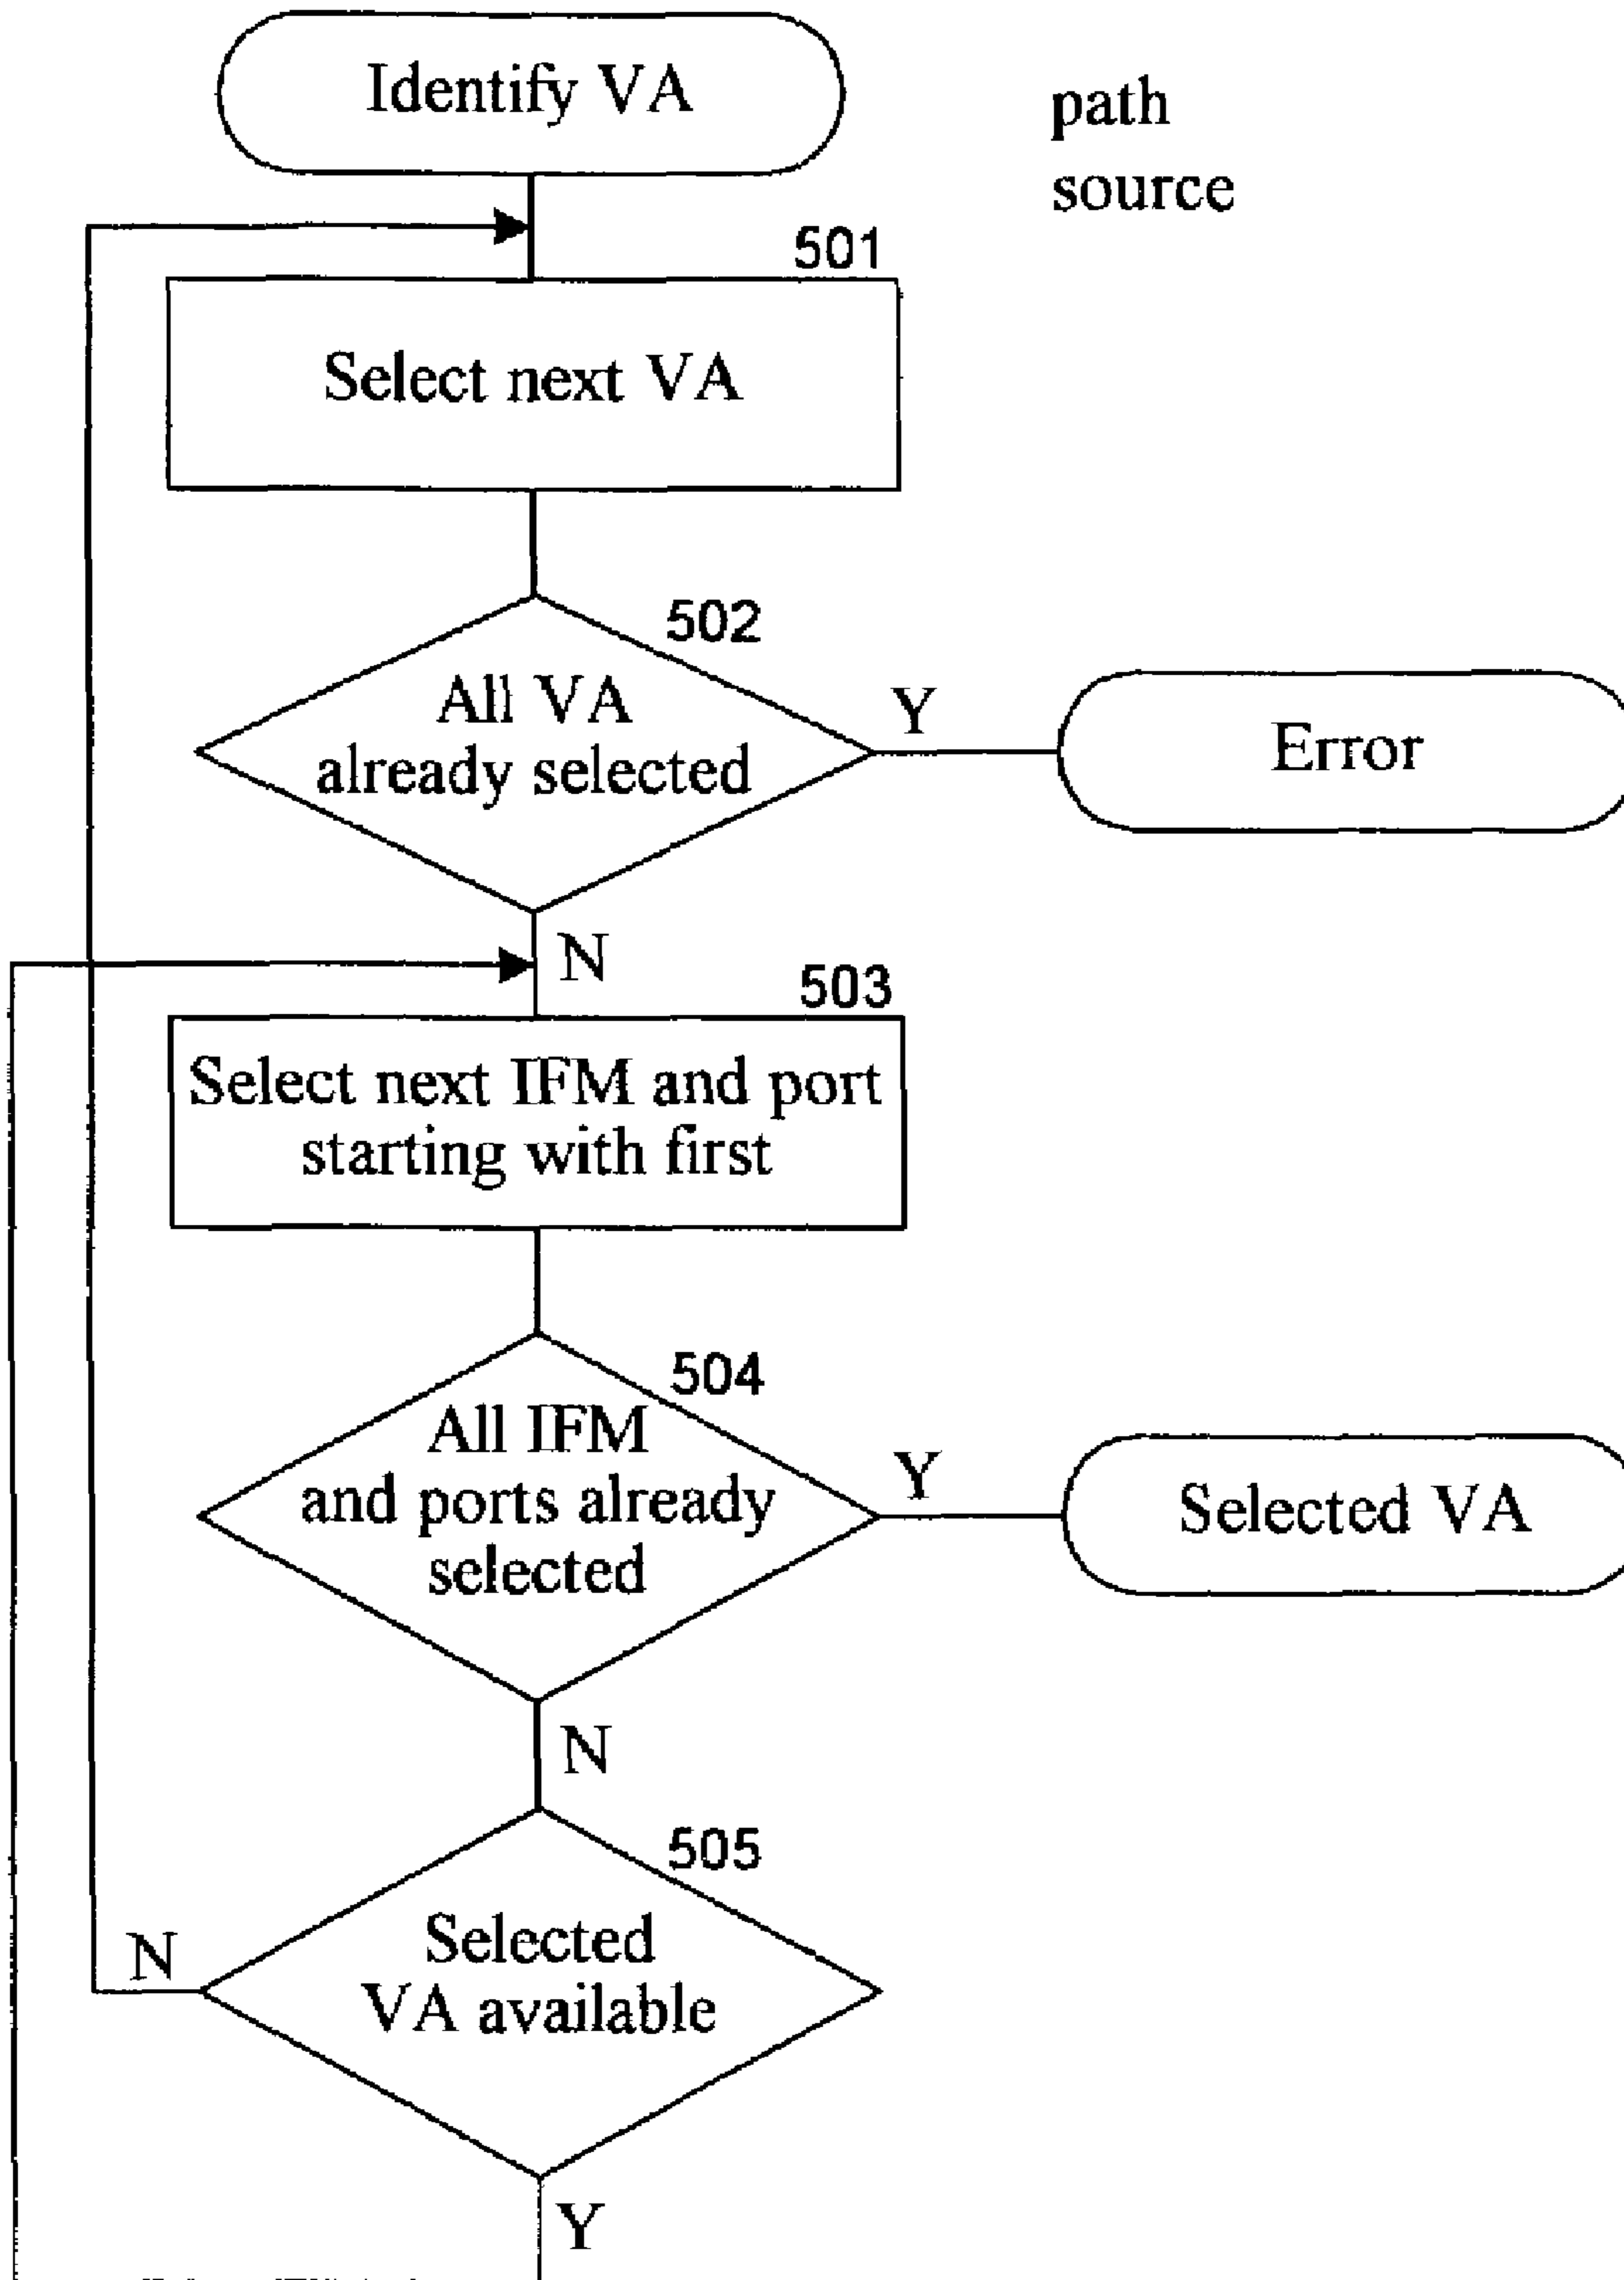 Identify VA
path
source
501
Select next VA
502
All VA
already selected
Y
Error
N
503
Select next IFM and port
starting with first
504
All IFM
and ports already
selected
Y
Selected VA
N
505
Selected
VA available
N
Y